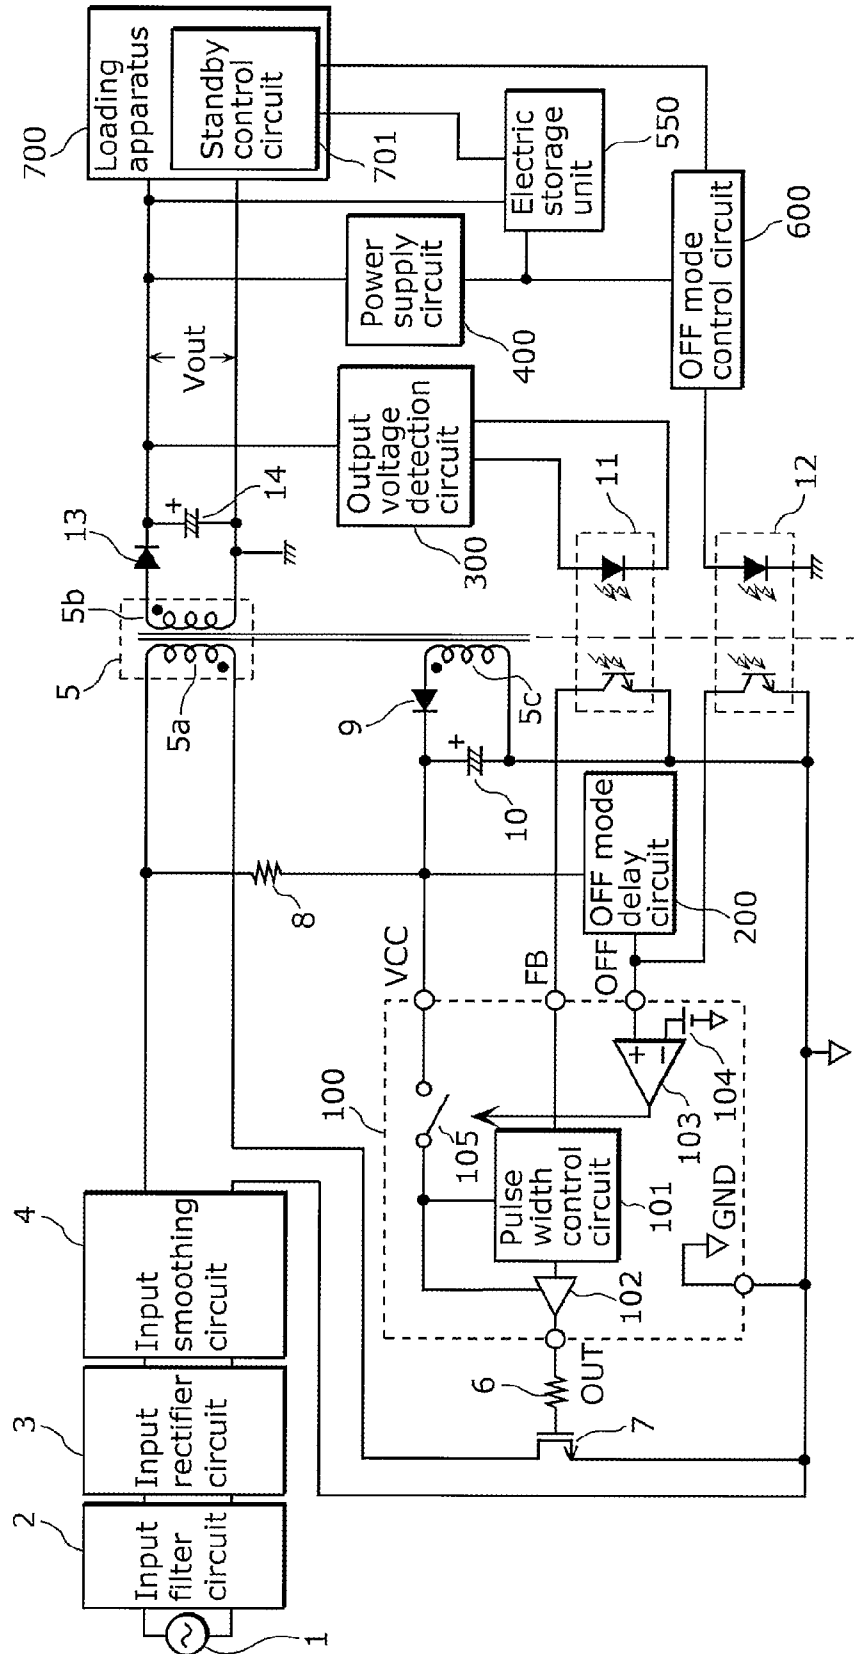 1
2
Input
filter
circuit
3
Input
rectifier
circuit
4
Input
smoothing
circuit
5
5a
5b
13
+
14
Vout
700
Loading
apparatus
Standby
control
circuit
701
8
9
5c
+
10
Output
voltage
detection
circuit
300
Power
supply
circuit
400
Electric
storage
unit
550
OFF mode
control circuit
600
11
12
OFF mode
delay
circuit
200
VCC
FB
OFF
100
105
+
−
103
104
Pulse
width
control
circuit
101
102
GND
OUT
6
7